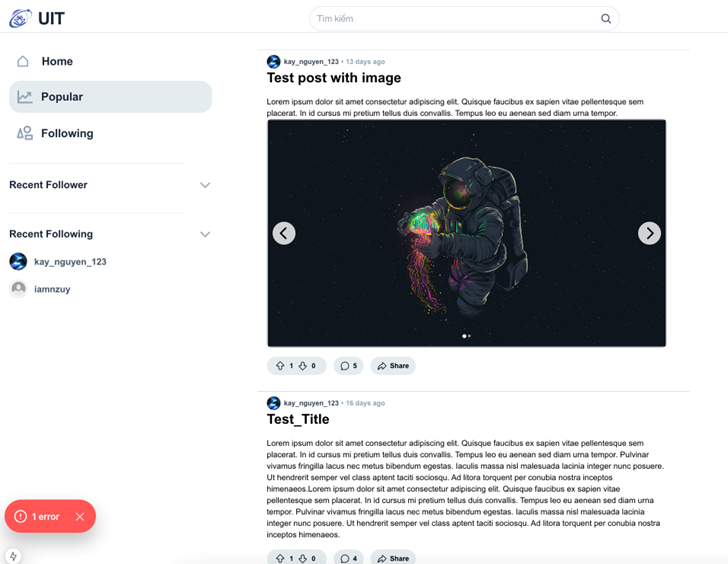 UIT
Tìm kiếm
Home
Popular
Following
Recent Follower
Recent Following
kay_nguyen_123
iamnzuy
1 error
kay_nguyen_123 • 13 days ago
Test post with image
Lorem ipsum dolor sit amet consectetur adipiscing elit. Quisque faucibus ex sapien vitae pellentesque sem
placerat. In id cursus mi pretium tellus duis convallis. Tempus leo eu aenean sed diam urna tempor.
1 0 5 Share
kay_nguyen_123 • 16 days ago
Test_Title
Lorem ipsum dolor sit amet consectetur adipiscing elit. Quisque faucibus ex sapien vitae pellentesque sem
placerat. In id cursus mi pretium tellus duis convallis. Tempus leo eu aenean sed diam urna tempor. Pulvinar
vivamus fringilla lacus nec metus bibendum egestas. Iaculis massa nisl malesuada lacinia integer nunc posuere.
Ut hendrerit semper vel class aptent taciti sociosqu. Ad litora torquent per conubia nostra inceptos
himenaeos.Lorem ipsum dolor sit amet consectetur adipiscing elit. Quisque faucibus ex sapien vitae
pellentesque sem placerat. In id cursus mi pretium tellus duis convallis. Tempus leo eu aenean sed diam urna
tempor. Pulvinar vivamus fringilla lacus nec metus bibendum egestas. Iaculis massa nisl malesuada lacinia
integer nunc posuere. Ut hendrerit semper vel class aptent taciti sociosqu. Ad litora torquent per conubia nostra
inceptos himenaeos.
1 0 4 Share